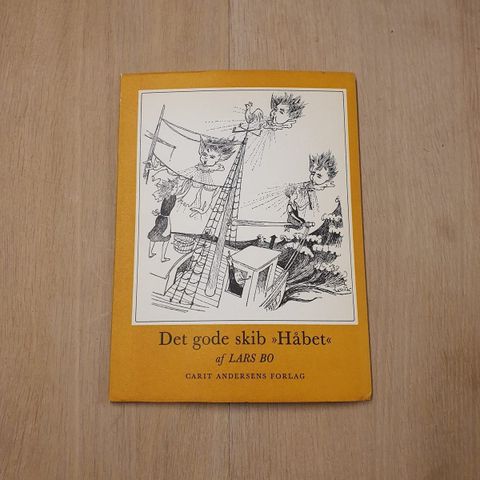 Det gode skib »Håbet«
af LARS BO
CARIT ANDERSENS FORLAG